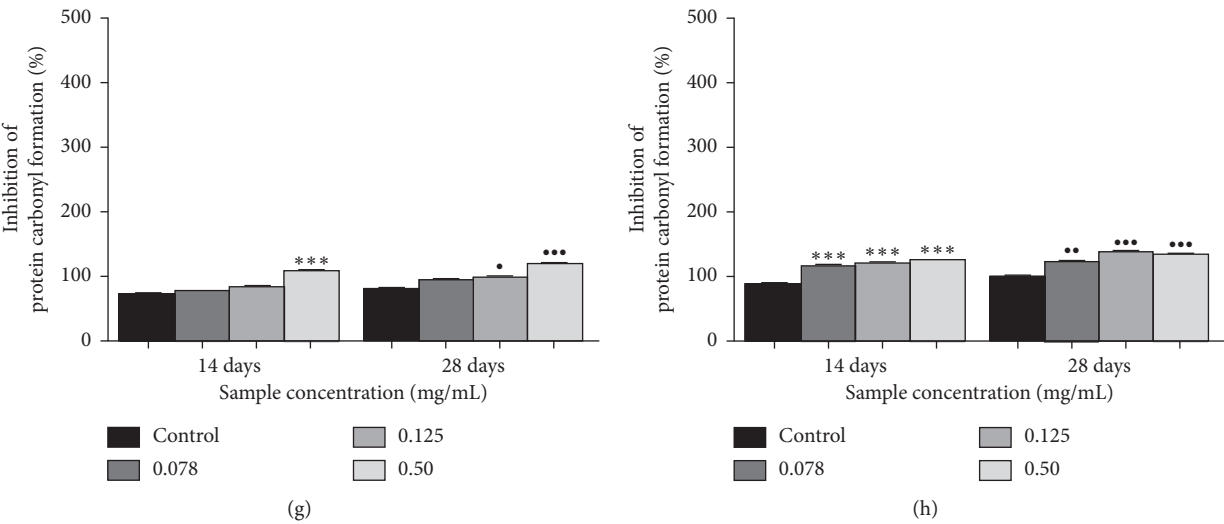 Inhibition of
protein carbonyl formation (%)
500
400
300
200
100
0
***
•
•••
14 days
28 days
Sample concentration (mg/mL)
Control
0.125
0.078
0.50
(g)
Inhibition of
protein carbonyl formation (%)
500
400
300
200
100
0
***
***
***
••
•••
•••
14 days
28 days
Sample concentration (mg/mL)
Control
0.125
0.078
0.50
(h)